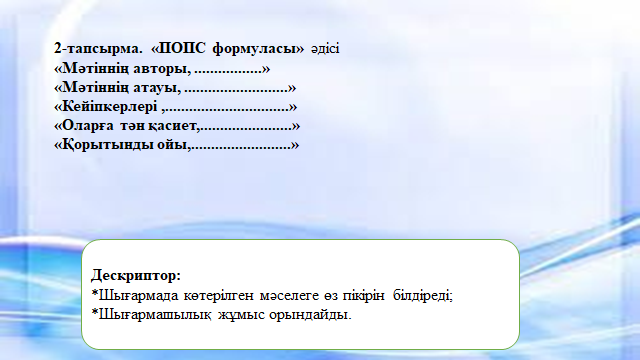 2-тапсырма. «ПОПС формуласы» әдісі
«Мәтіннің авторы, .................»
«Мәтіннің атауы, ..........................»
«Кейіпкерлері ,...............................»
«Оларға тән қасиет,.......................»
«Қорытынды ойы,.........................»
Дескриптор:
*Шығармада көтерілген мәселеге өз пікірін білдіреді;
*Шығармашылық жұмыс орындайды.